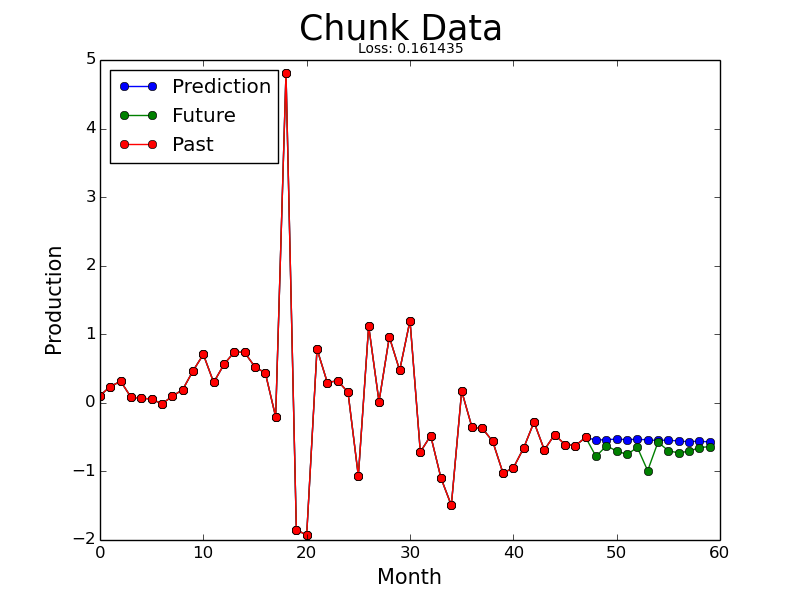 Chunk Data
Loss: 0.161435
Prediction
Future
Past
Production
5
4
3
2
1
0
−1
−2
0 10 20 30 40 50 60
Month